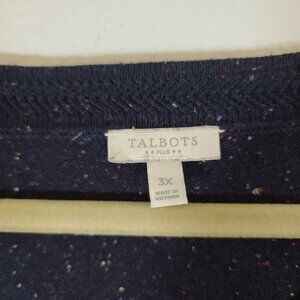 TALBOTS
PLUS
3X
MADE IN
VIETNAM